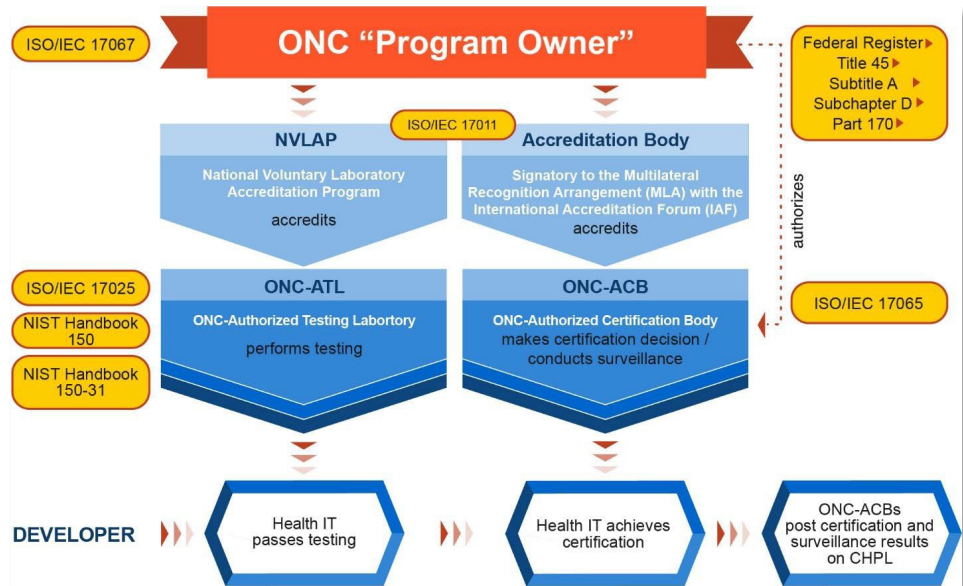 ISO/IEC 17067
ONC “Program Owner”
Federal Register
Title 45
Subtitle A
Subchapter D
Part 170
ISO/IEC 17011
NVLAP
National Voluntary Laboratory
Accreditation Program
accredits
Accreditation Body
Signatory to the Multilateral
Recognition Arrangement (MLA) with the
International Accreditation Forum (IAF)
accredits
authorizes
ISO/IEC 17025
NIST Handbook
150
NIST Handbook
150-31
ONC-ATL
ONC-Authorized Testing Labortory
performs testing
ONC-ACB
ONC-Authorized Certification Body
makes certification decision /
conducts surveillance
ISO/IEC 17065
DEVELOPER
Health IT
passes testing
Health IT achieves
certification
ONC-ACBs
post certification and
surveillance results
on CHPL